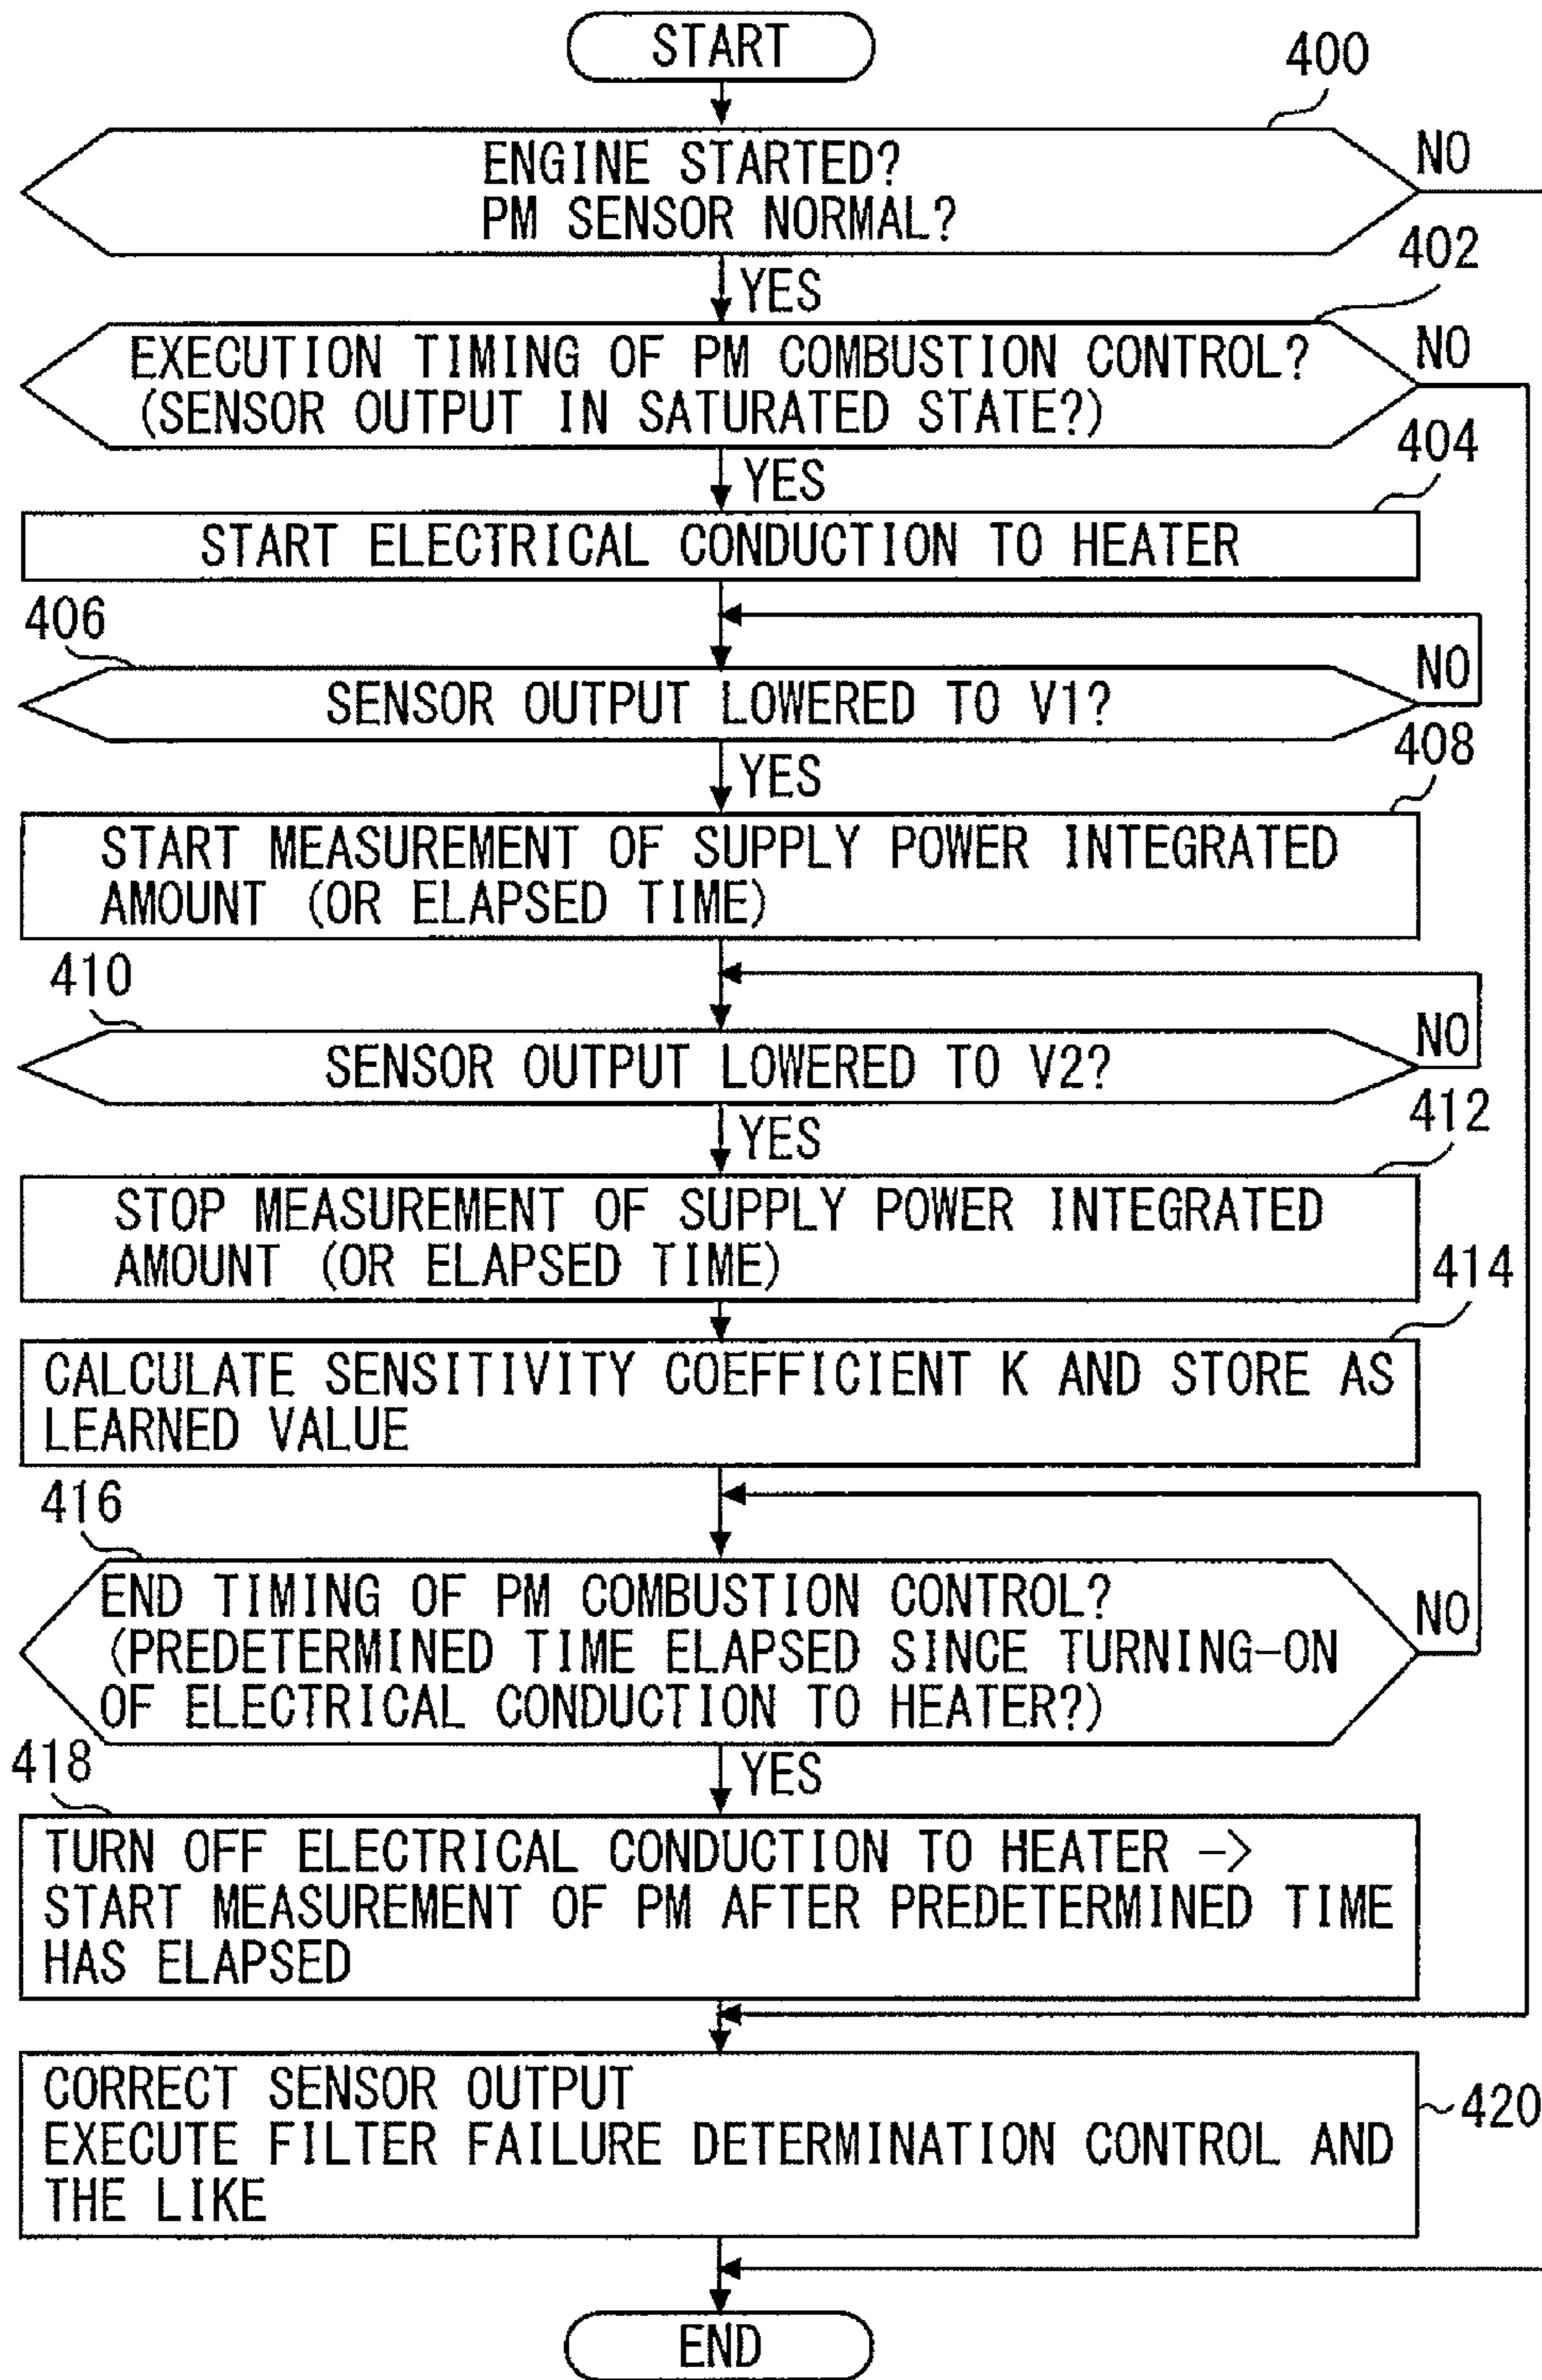 START
400
ENGINE STARTED?
PM SENSOR NORMAL?
NO
YES
402
EXECUTION TIMING OF PM COMBUSTION CONTROL?
(SENSOR OUTPUT IN SATURATED STATE?)
NO
YES
404
START ELECTRICAL CONDUCTION TO HEATER
406
SENSOR OUTPUT LOWERED TO V1?
NO
YES
408
START MEASUREMENT OF SUPPLY POWER INTEGRATED
AMOUNT (OR ELAPSED TIME)
410
SENSOR OUTPUT LOWERED TO V2?
NO
YES
412
STOP MEASUREMENT OF SUPPLY POWER INTEGRATED
AMOUNT (OR ELAPSED TIME)
414
CALCULATE SENSITIVITY COEFFICIENT K AND STORE AS
LEARNED VALUE
416
END TIMING OF PM COMBUSTION CONTROL?
(PREDETERMINED TIME ELAPSED SINCE TURNING-ON
OF ELECTRICAL CONDUCTION TO HEATER?)
NO
YES
418
TURN OFF ELECTRICAL CONDUCTION TO HEATER ->
START MEASUREMENT OF PM AFTER PREDETERMINED TIME
HAS ELAPSED
CORRECT SENSOR OUTPUT
EXECUTE FILTER FAILURE DETERMINATION CONTROL AND
THE LIKE
420
END